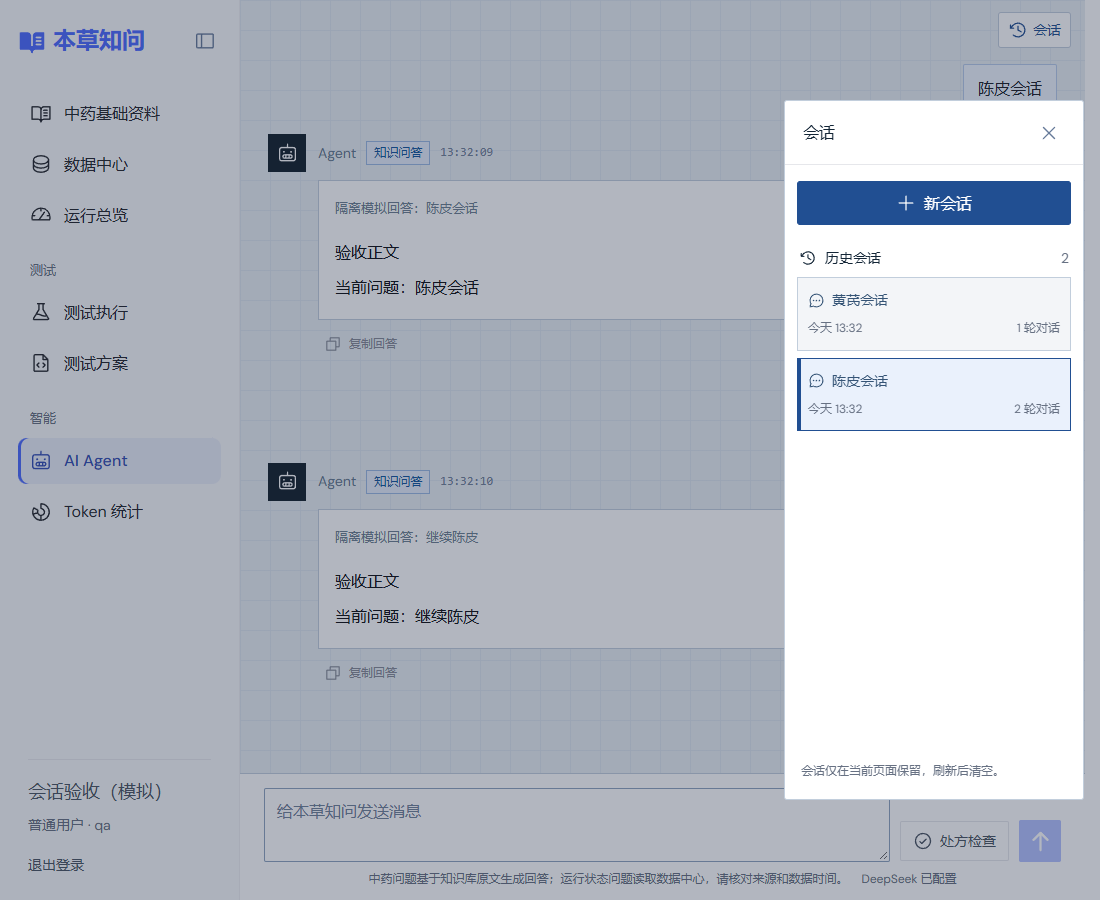 本草知问
中药基础资料
数据中心
运行总览
测试
测试执行
测试方案
智能
AI Agent
Token 统计
会话验收（模拟）
普通用户 · qa
退出登录
会话
陈皮会话
Agent 知识问答 13:32:09
隔离模拟回答：陈皮会话
验收正文
当前问题：陈皮会话
复制回答
Agent 知识问答 13:32:10
隔离模拟回答：继续陈皮
验收正文
当前问题：继续陈皮
复制回答
会话
新会话
历史会话 2
黄芪会话
今天 13:32 1 轮对话
陈皮会话
今天 13:32 2 轮对话
会话仅在当前页面保留，刷新后清空。
给本草知问发送消息
处方检查
中药问题基于知识库原文生成回答；运行状态问题读取数据中心，请核对来源和数据时间。 DeepSeek 已配置